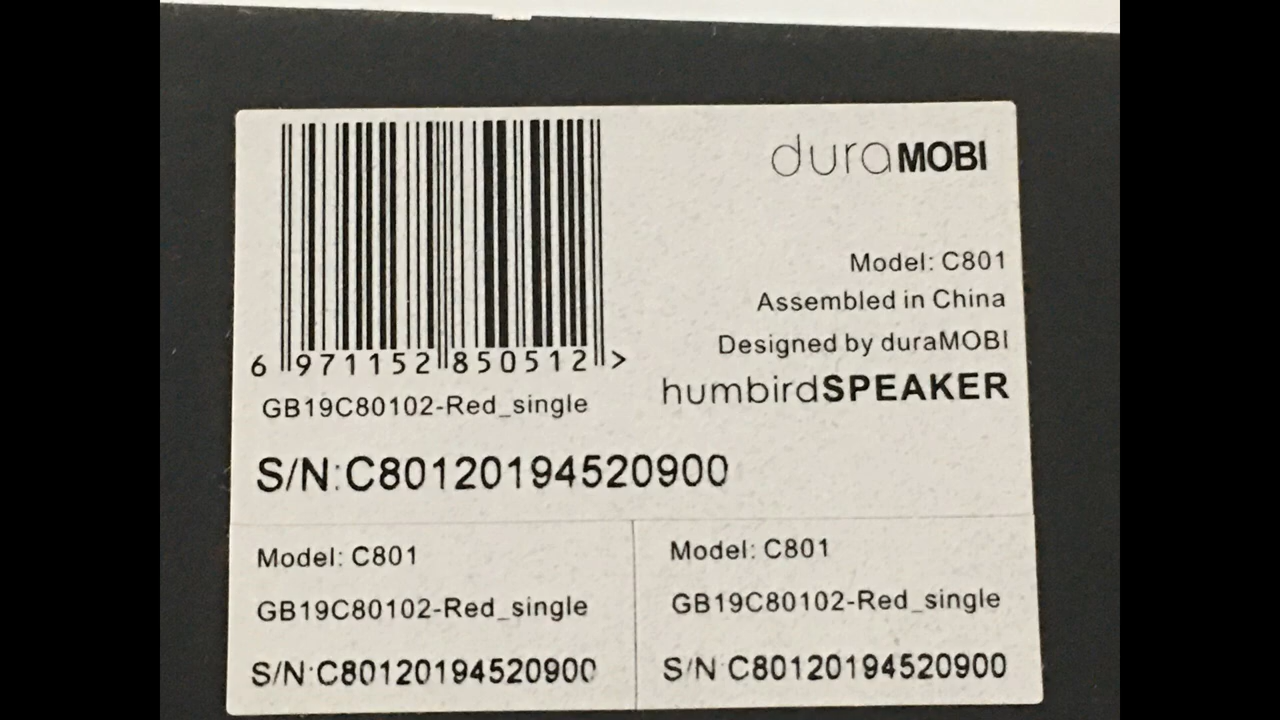 duraMOBI
Model: C801
Assembled in China
Designed by duraMOBI
humbirdSPEAKER
6 971152 850512 >
GB19C80102-Red_single
S/N:C80120194520900
Model: C801
GB19C80102-Red_single
S/N:C80120194520900
Model: C801
GB19C80102-Red_single
S/N C80120194520900